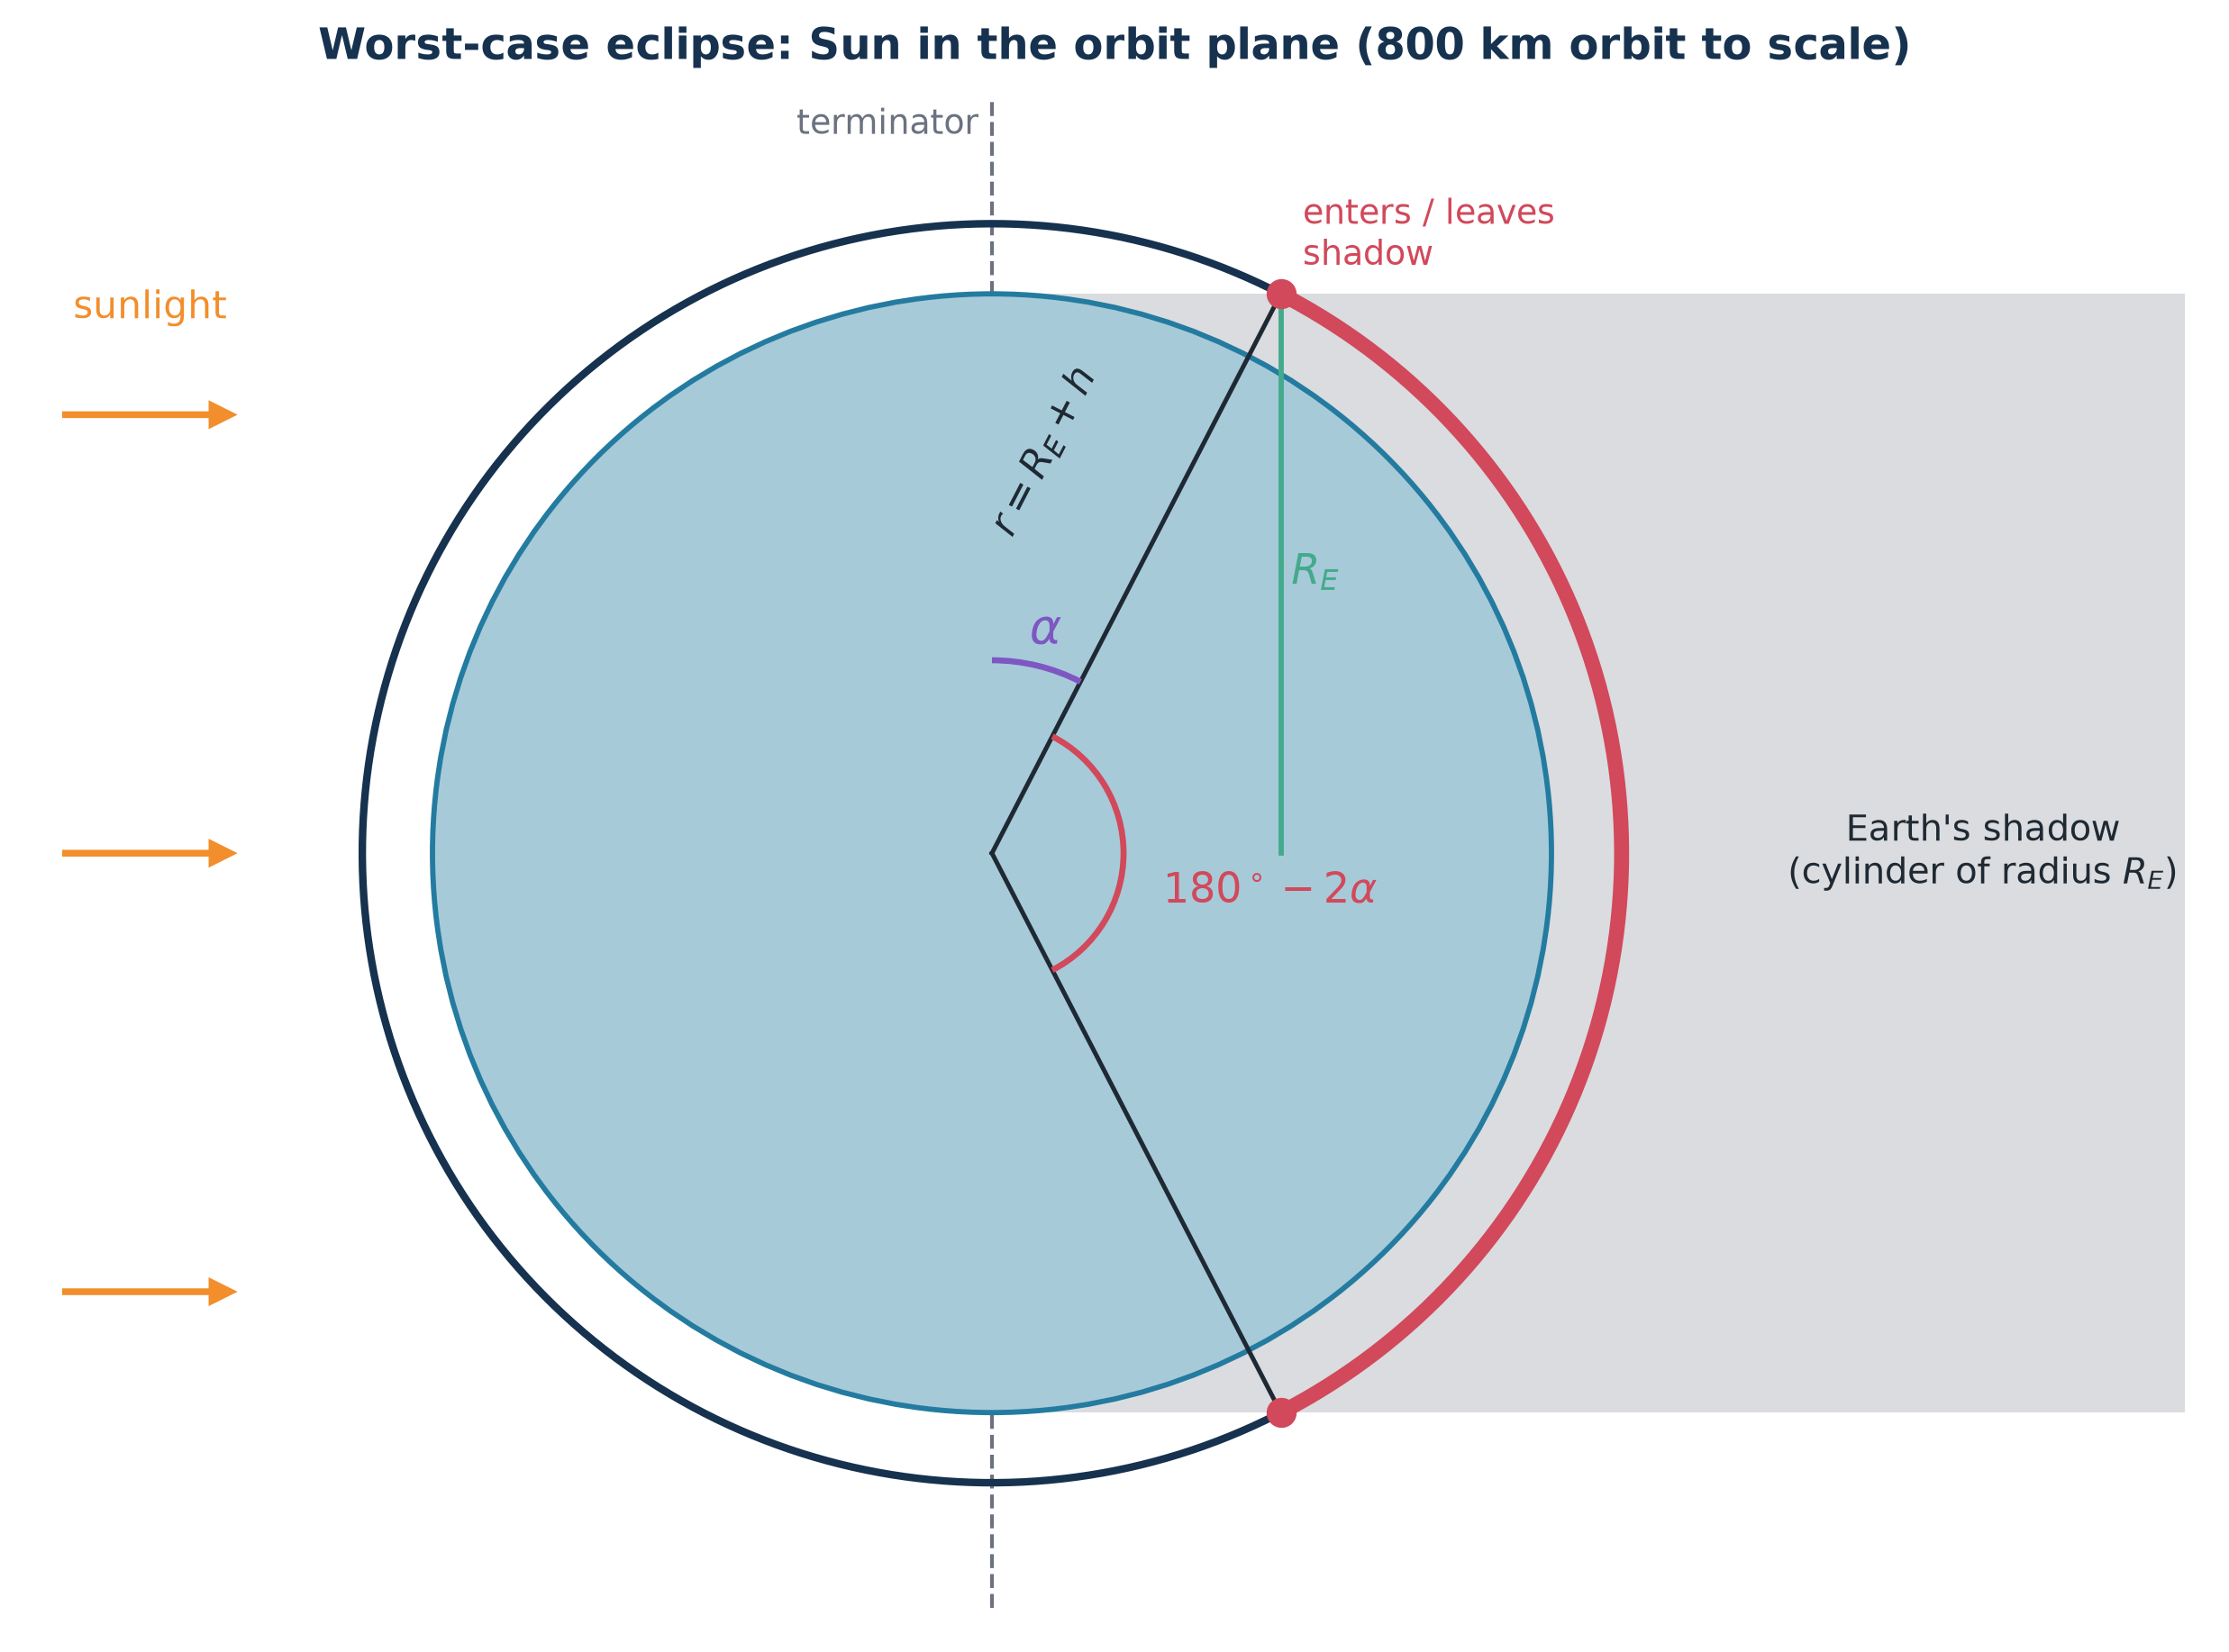 Worst-case eclipse: Sun in the orbit plane (800 km orbit to scale)
terminator
enters / leaves
shadow
sunlight
r = R_E + h
R_E
α
180° − 2α
Earth's shadow
(cylinder of radius R_E)